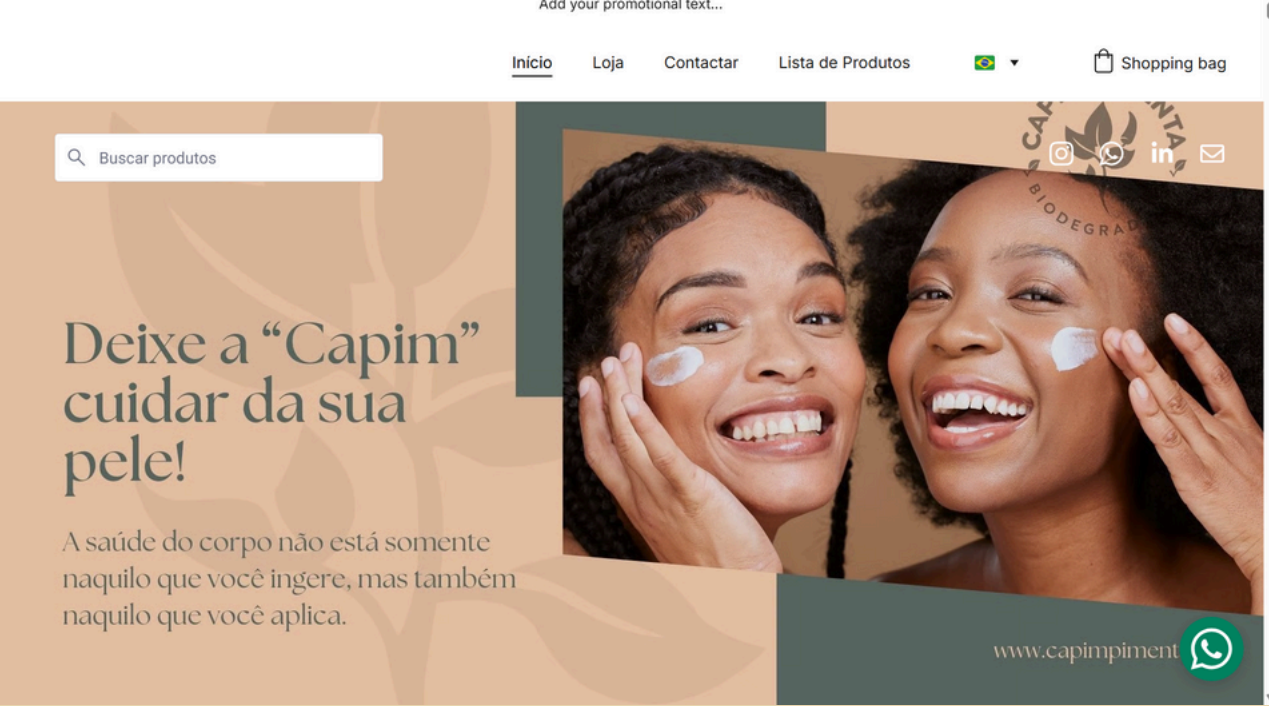 Add your promotional text...
Início Loja Contactar Lista de Produtos Shopping bag
Buscar produtos
in
BIODEGRAD
Deixe a “Capim”
cuidar da sua
pele!
A saúde do corpo não está somente
naquilo que você ingere, mas também
naquilo que você aplica.
www.capimpiment